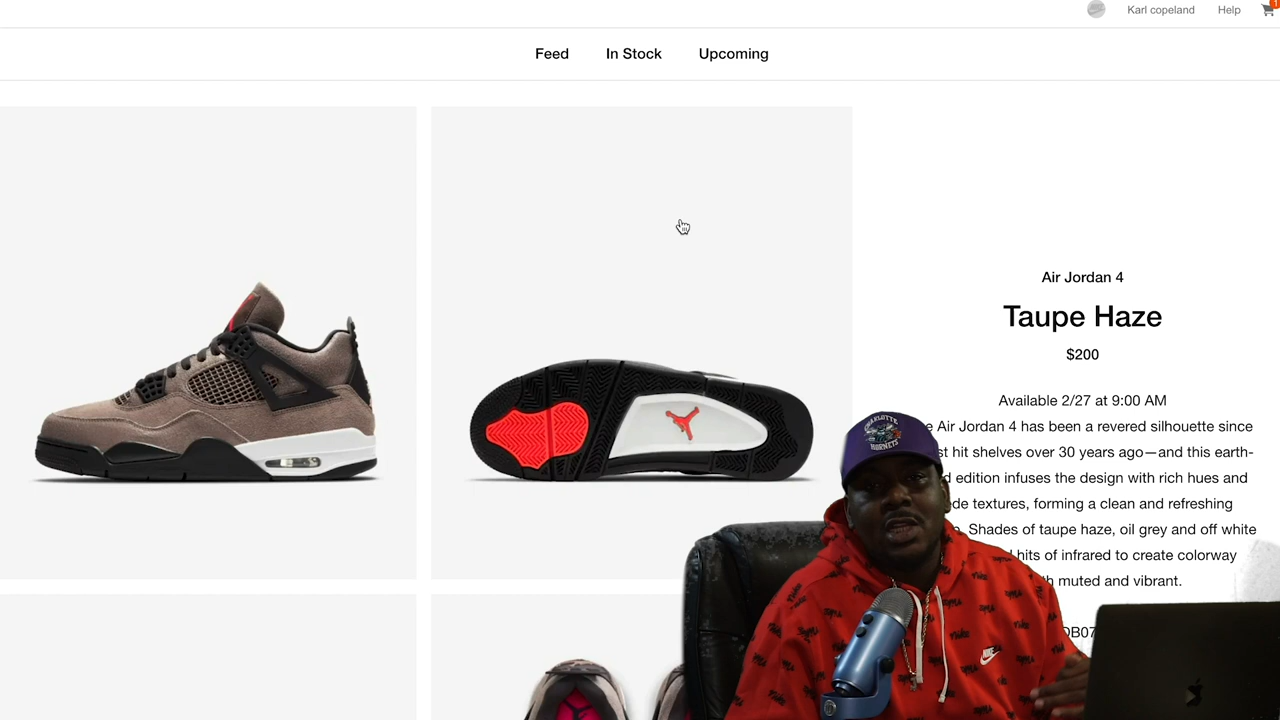 Karl copeland
Help
1
Feed
In Stock
Upcoming
Air Jordan 4
Taupe Haze
$200
Available 2/27 at 9:00 AM
Air Jordan 4 has been a revered silhouette since
hit shelves over 30 years ago—and this earth-
edition infuses the design with rich hues and
textures, forming a clean and refreshing
Shades of taupe haze, oil grey and off white
hits of infrared to create colorway
muted and vibrant.
CHARLOTTE
HORNETS
NIKE